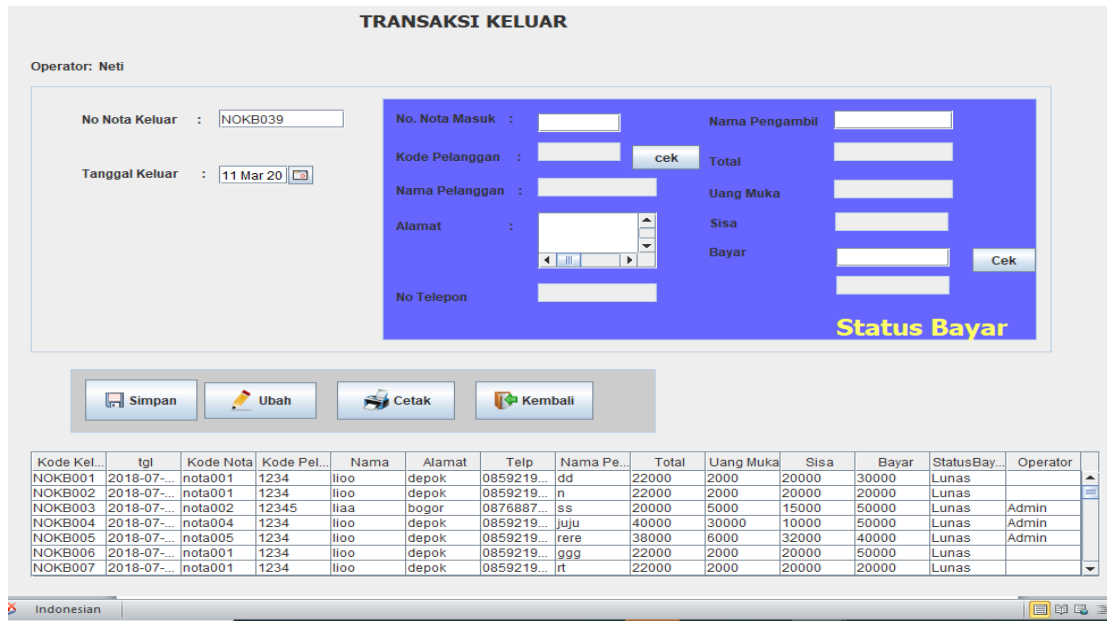 TRANSAKSI KELUAR
Operator: Neti
No Nota Keluar : NOKB039
Tanggal Keluar : 11 Mar 20
No. Nota Masuk :
Kode Pelanggan : cek
Nama Pelanggan :
Alamat :
No Telepon
Nama Pengambil
Total
Uang Muka
Sisa
Bayar Cek
Status Bayar
Simpan Ubah Cetak Kembali
Kode Kel... tgl Kode Nota Kode Pel... Nama Alamat Telp Nama Pe... Total Uang Muka Sisa Bayar StatusBay... Operator
NOKB001 2018-07-... nota001 1234 lioo depok 0859219... dd 22000 2000 20000 30000 Lunas
NOKB002 2018-07-... nota001 1234 lioo depok 0859219... n 22000 2000 20000 20000 Lunas
NOKB003 2018-07-... nota002 12345 liaa bogor 0876887... ss 20000 5000 15000 50000 Lunas Admin
NOKB004 2018-07-... nota004 1234 lioo depok 0859219... juju 40000 30000 10000 50000 Lunas Admin
NOKB005 2018-07-... nota005 1234 lioo depok 0859219... rere 38000 6000 32000 40000 Lunas Admin
NOKB006 2018-07-... nota001 1234 lioo depok 0859219... ggg 22000 2000 20000 50000 Lunas
NOKB007 2018-07-... nota001 1234 lioo depok 0859219... rt 22000 2000 20000 20000 Lunas
Indonesian